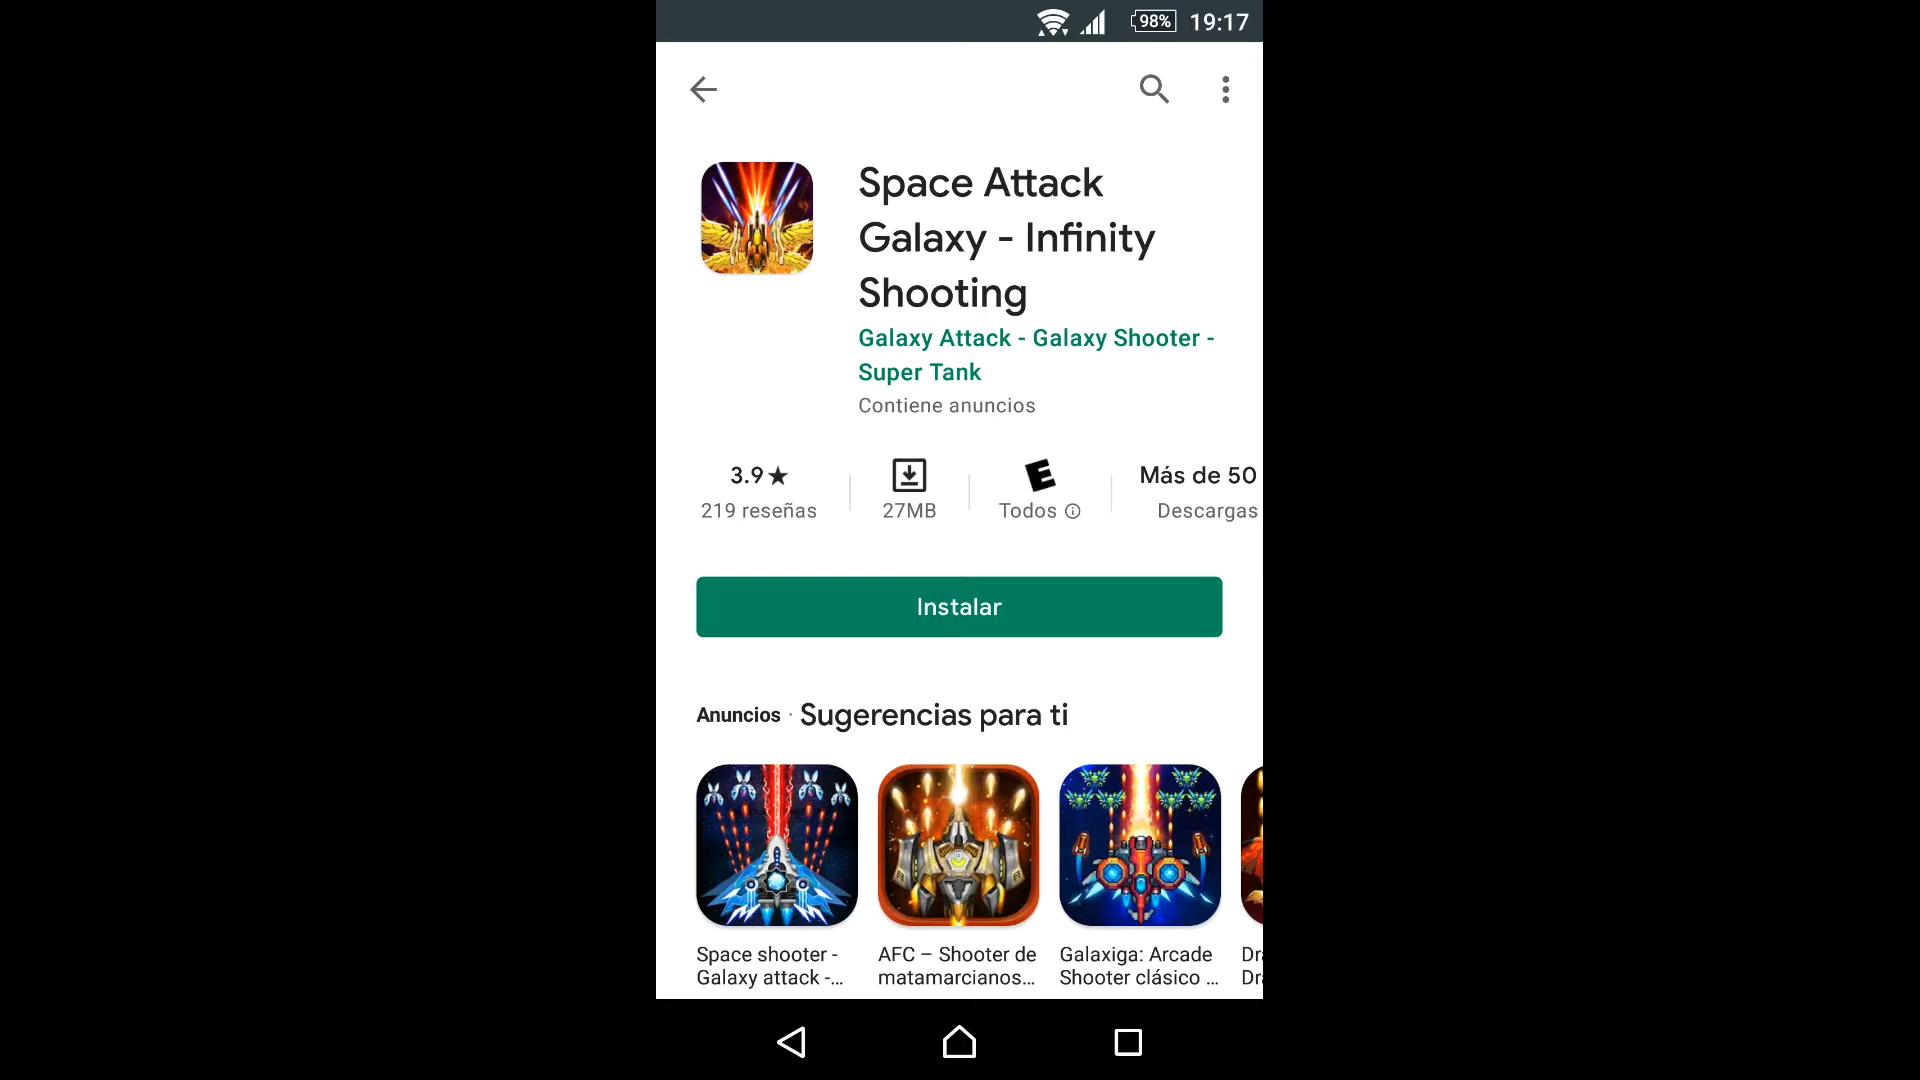 98% 19:17
Space Attack
Galaxy - Infinity
Shooting
Galaxy Attack - Galaxy Shooter -
Super Tank
Contiene anuncios
3.9★ E Más de 50
219 reseñas 27MB Todos Descargas
Instalar
Anuncios · Sugerencias para ti
Space shooter - AFC – Shooter de Galaxiga: Arcade Dr
Galaxy attack -... matamarcianos... Shooter clásico ... Dr